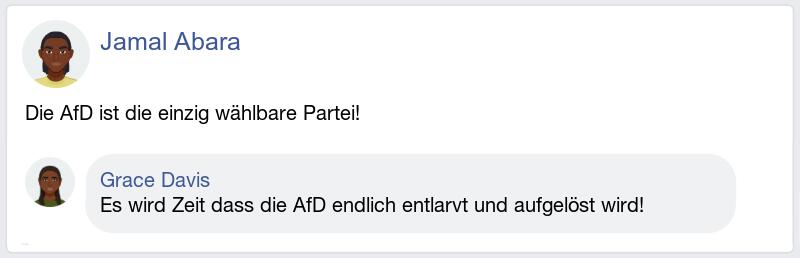 Jamal Abara
Die AfD ist die einzig wählbare Partei!
Grace Davis
Es wird Zeit dass die AfD endlich entlarvt und aufgelöst wird!